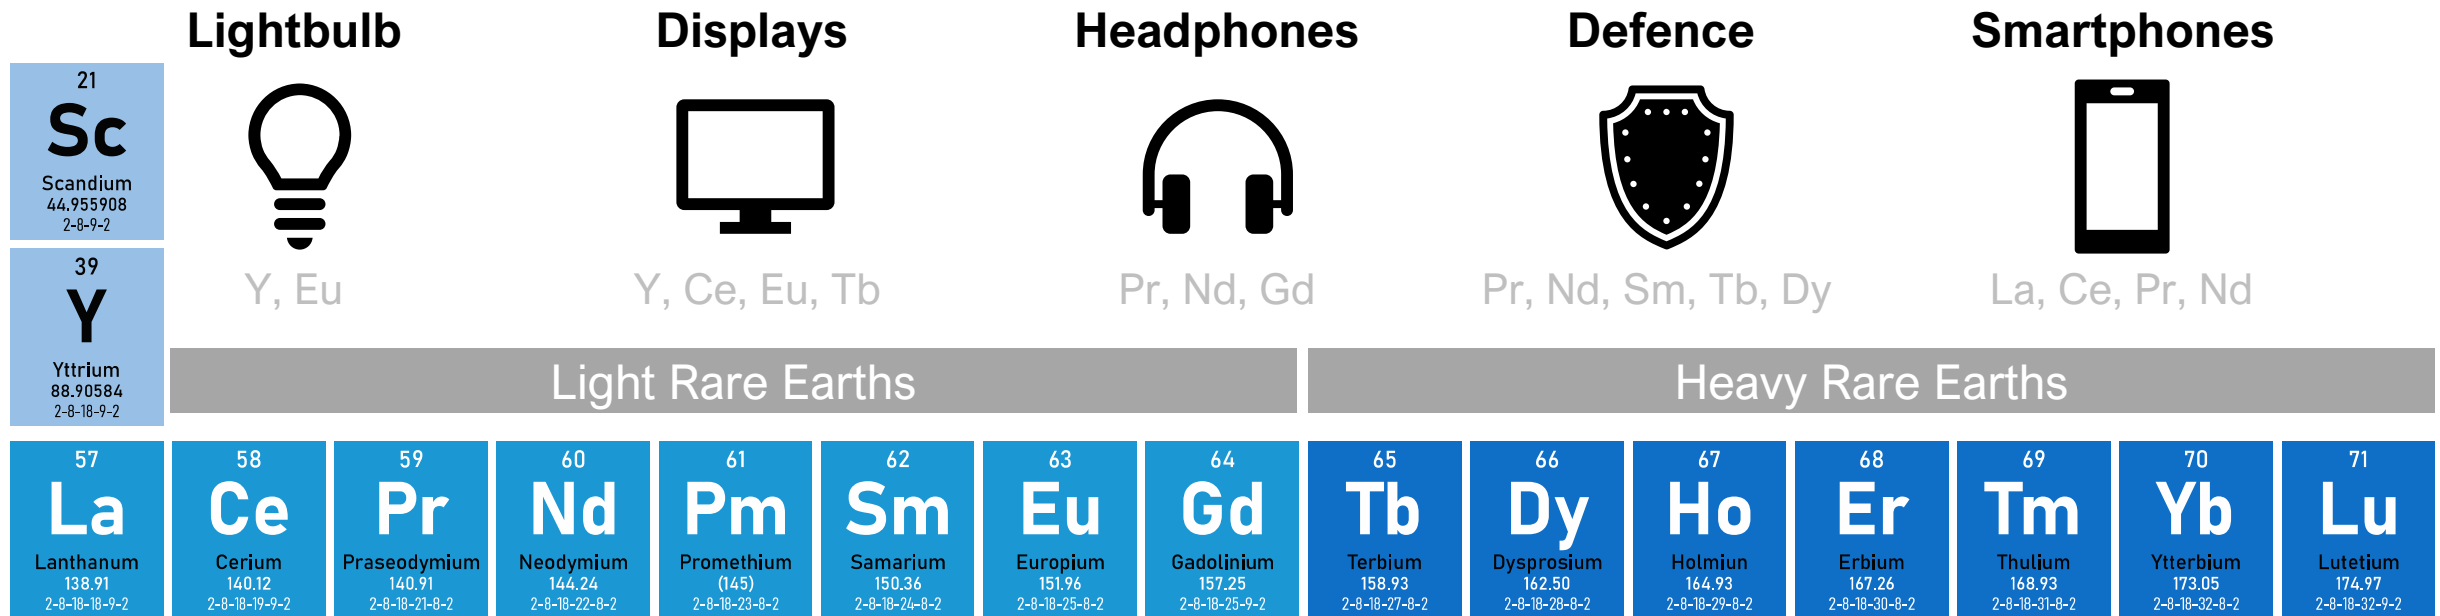 Lightbulb
Displays
Headphones
Defence
Smartphones
21
Sc
Scandium
44.955908
2-8-9-2
39
Y
Yttrium
88.90584
2-8-18-9-2
Y, Eu
Y, Ce, Eu, Tb
Pr, Nd, Gd
Pr, Nd, Sm, Tb, Dy
La, Ce, Pr, Nd
Light Rare Earths
Heavy Rare Earths
57
La
Lanthanum
138.91
2-8-18-18-9-2
58
Ce
Cerium
140.12
2-8-18-19-9-2
59
Pr
Praseodymium
140.91
2-8-18-21-8-2
60
Nd
Neodymium
144.24
2-8-18-22-8-2
61
Pm
Promethium
(145)
2-8-18-23-8-2
62
Sm
Samarium
150.36
2-8-18-24-8-2
63
Eu
Europium
151.96
2-8-18-25-8-2
64
Gd
Gadolinium
157.25
2-8-18-25-9-2
65
Tb
Terbium
158.93
2-8-18-27-8-2
66
Dy
Dysprosium
162.50
2-8-18-28-8-2
67
Ho
Holmiun
164.93
2-8-18-29-8-2
68
Er
Erbium
167.26
2-8-18-30-8-2
69
Tm
Thulium
168.93
2-8-18-31-8-2
70
Yb
Ytterbium
173.05
2-8-18-32-8-2
71
Lu
Lutetium
174.97
2-8-18-32-9-2